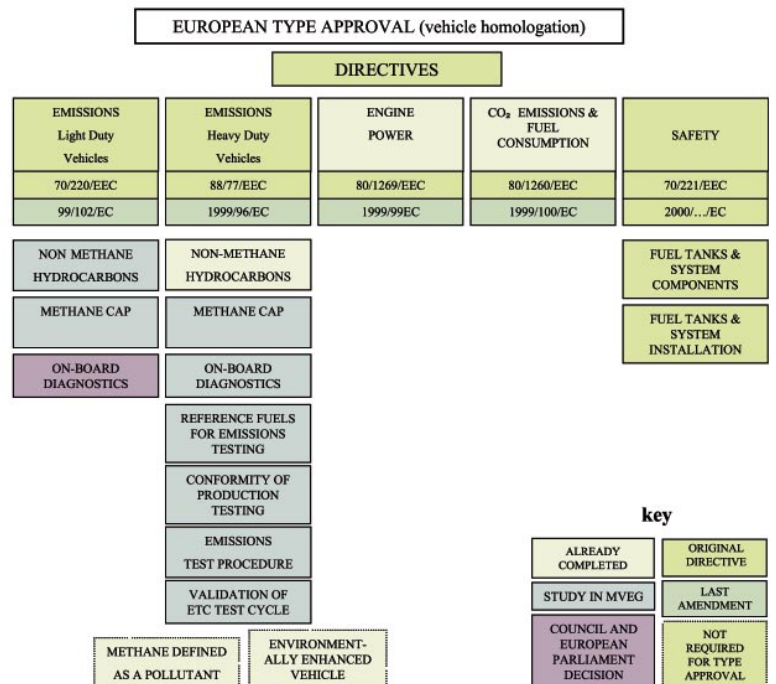 EUROPEAN TYPE APPROVAL (vehicle homologation)
DIRECTIVES
EMISSIONS
Light Duty
Vehicles
70/220/EEC
99/102/EC
EMISSIONS
Heavy Duty
Vehicles
88/77/EEC
1999/96/EC
ENGINE
POWER
80/1269/EEC
1999/99EC
CO₂ EMISSIONS &
FUEL
CONSUMPTION
80/1260/EEC
1999/100/EC
SAFETY
70/221/EEC
2000/.../EC
NON METHANE
HYDROCARBONS
METHANE CAP
ON-BOARD
DIAGNOSTICS
NON-METHANE
HYDROCARBONS
METHANE CAP
ON-BOARD
DIAGNOSTICS
REFERENCE FUELS
FOR EMISSIONS
TESTING
CONFORMITY OF
PRODUCTION
TESTING
EMISSIONS
TEST PROCEDURE
VALIDATION OF
ETC TEST CYCLE
FUEL TANKS &
SYSTEM
COMPONENTS
FUEL TANKS &
SYSTEM
INSTALLATION
METHANE DEFINED
AS A POLLUTANT
ENVIRONMENT-
ALLY ENHANCED
VEHICLE
key
ALREADY
COMPLETED
ORIGINAL
DIRECTIVE
STUDY IN MVEG
LAST
AMENDMENT
COUNCIL AND
EUROPEAN
PARLIAMENT
DECISION
NOT
REQUIRED
FOR TYPE
APPROVAL